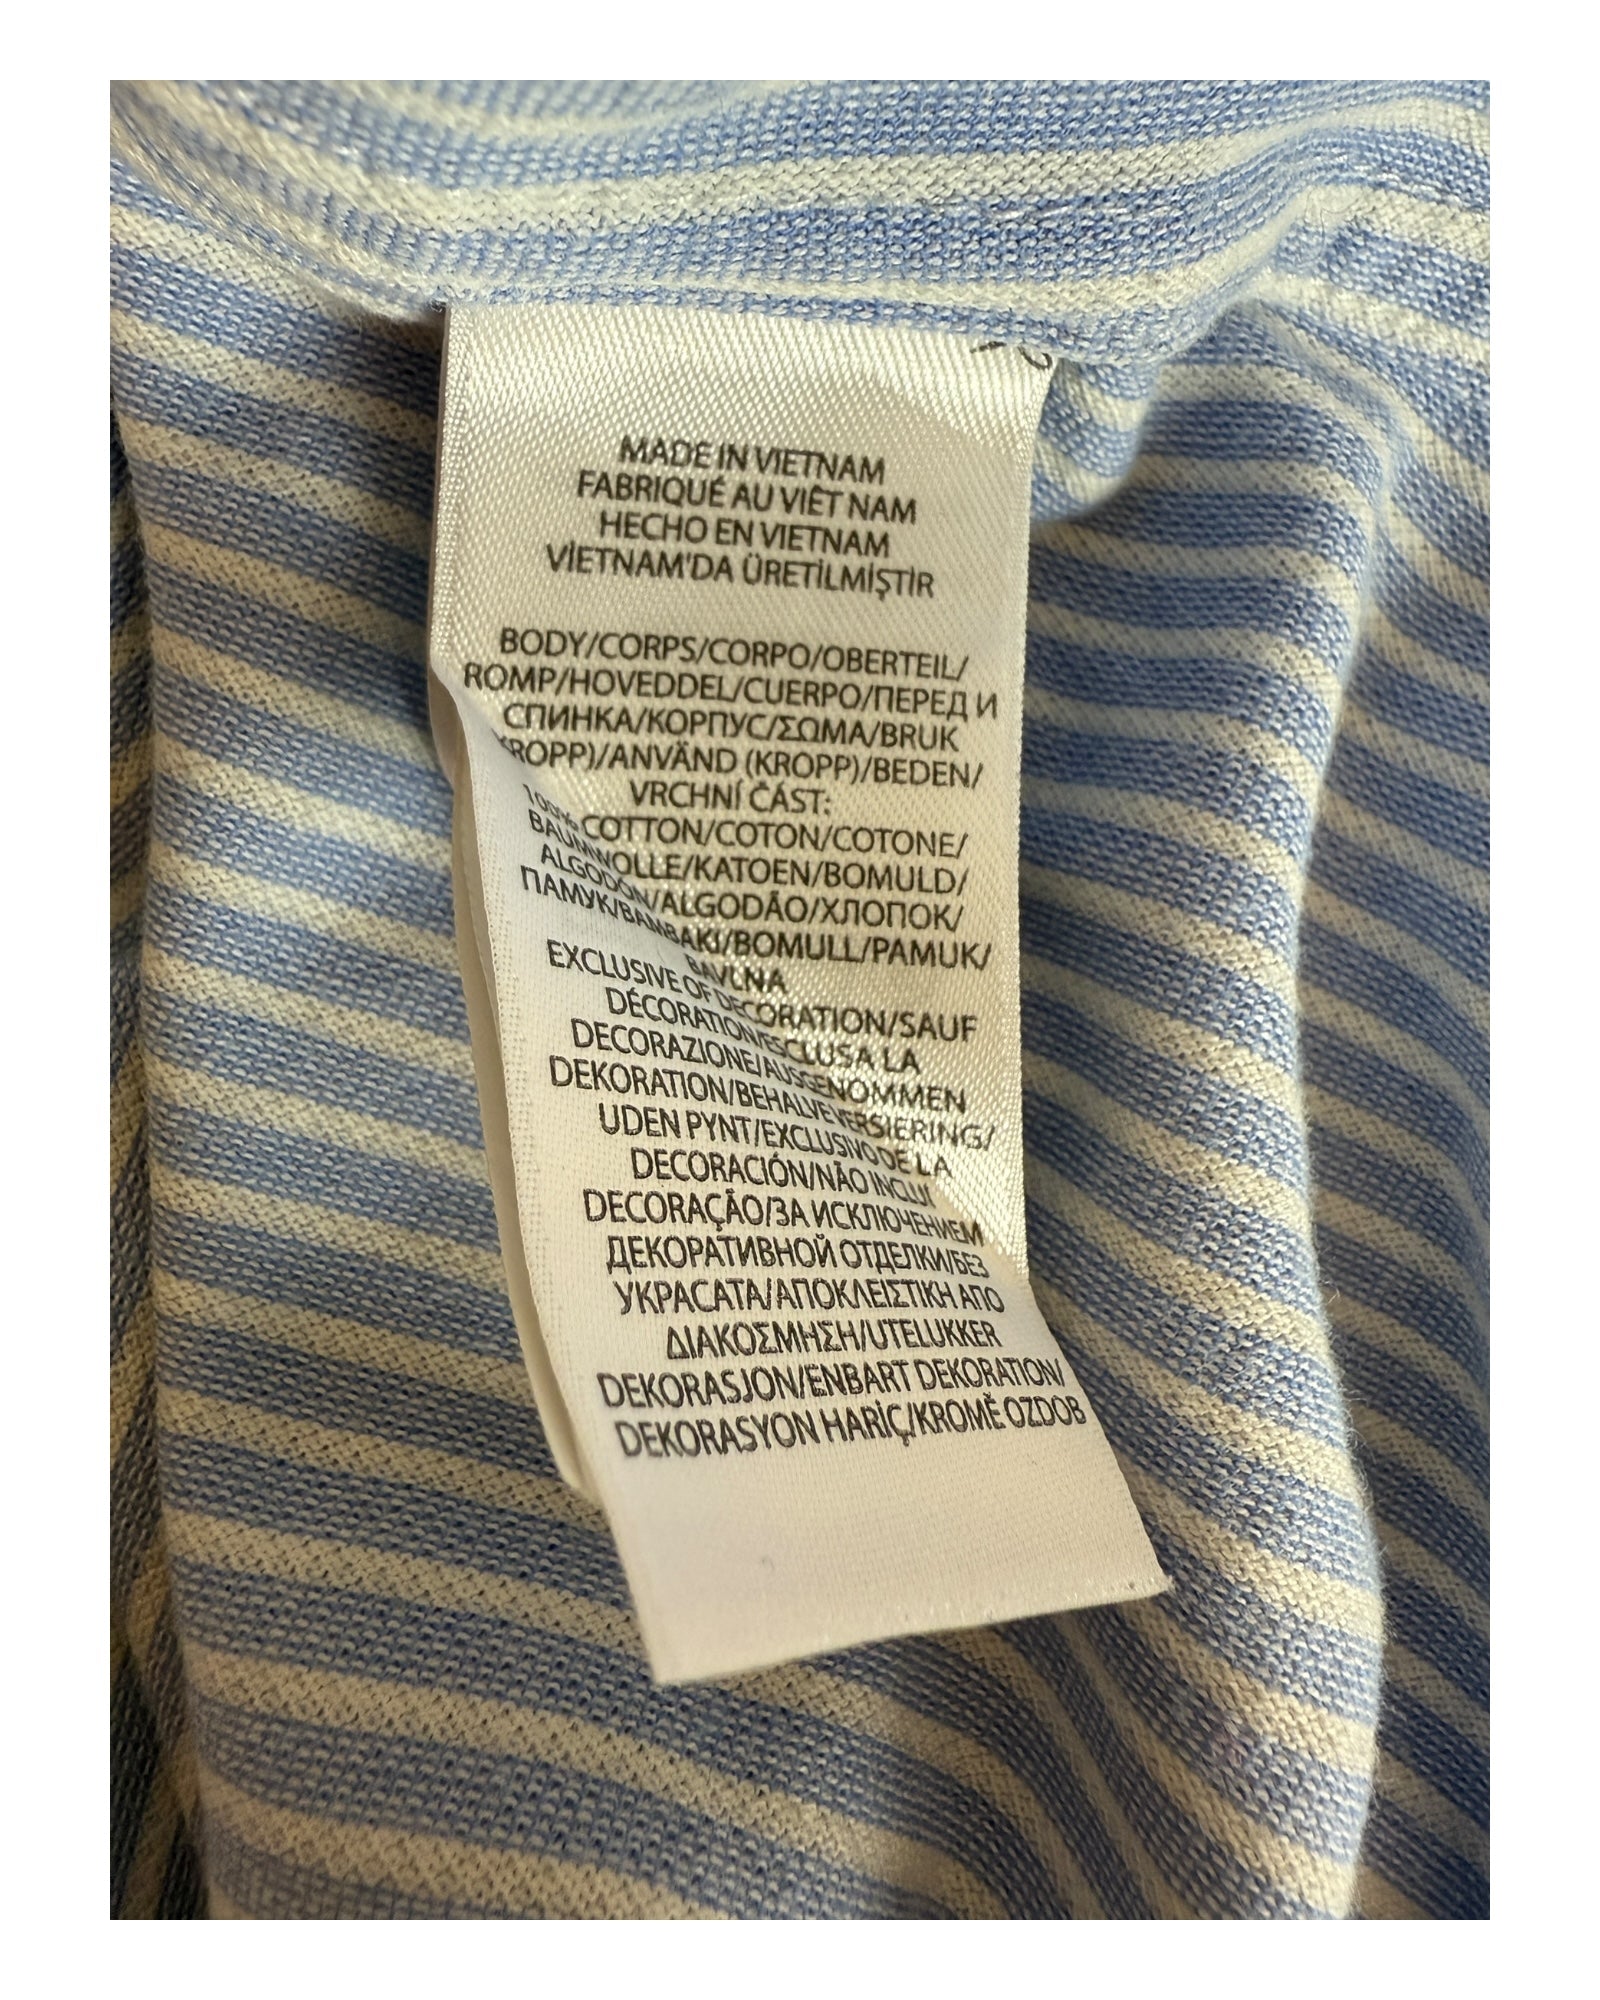 MADE IN VIETNAM
FABRIQUÉ AU VIÊT NAM
HECHO EN VIETNAM
VİETNAM'DA ÜRETİLMİŞTİR
BODY/CORPS/CORPO/OBERTEIL/
ROMP/HOVEDDEL/CUERPO/ПЕРЕД И
СПИНКА/КОРПУС/ΣΩΜΑ/BRUK
KROPP)/ANVÄND (KROPP)/BEDEN/
VRCHNÍ ČÁST:
100% COTTON/COTON/COTONE/
BAUMWOLLE/KATOEN/BOMULD/
ALGODÓN/ALGODÃO/ХЛОПОК/
ПАМУК/ΒΑΜΒΑΚΙ/BOMULL/PAMUK/
BAVLNA
EXCLUSIVE OF DECORATION/SAUF
DÉCORATION/ESCLUSA LA
DECORAZIONE/AUSGENOMMEN
DEKORATION/BEHALVEVERSIERING/
UDEN PYNT/EXCLUSIVO DE LA
DECORACIÓN/NÃO INCLUI
DECORAÇÃO/ЗА ИСКЛЮЧЕНИЕМ
ДЕКОРАТИВНОЙ ОТДЕЛКИ/БЕЗ
УКРАСАТА/ΑΠΟΚΛΕΙΣΤΙΚΗ ΑΠΟ
ΔΙΑΚΟΣΜΗΣΗ/UTELUKKER
DEKORASJON/ENBART DEKORATION/
DEKORASYON HARİÇ/KROMĚ OZDOB